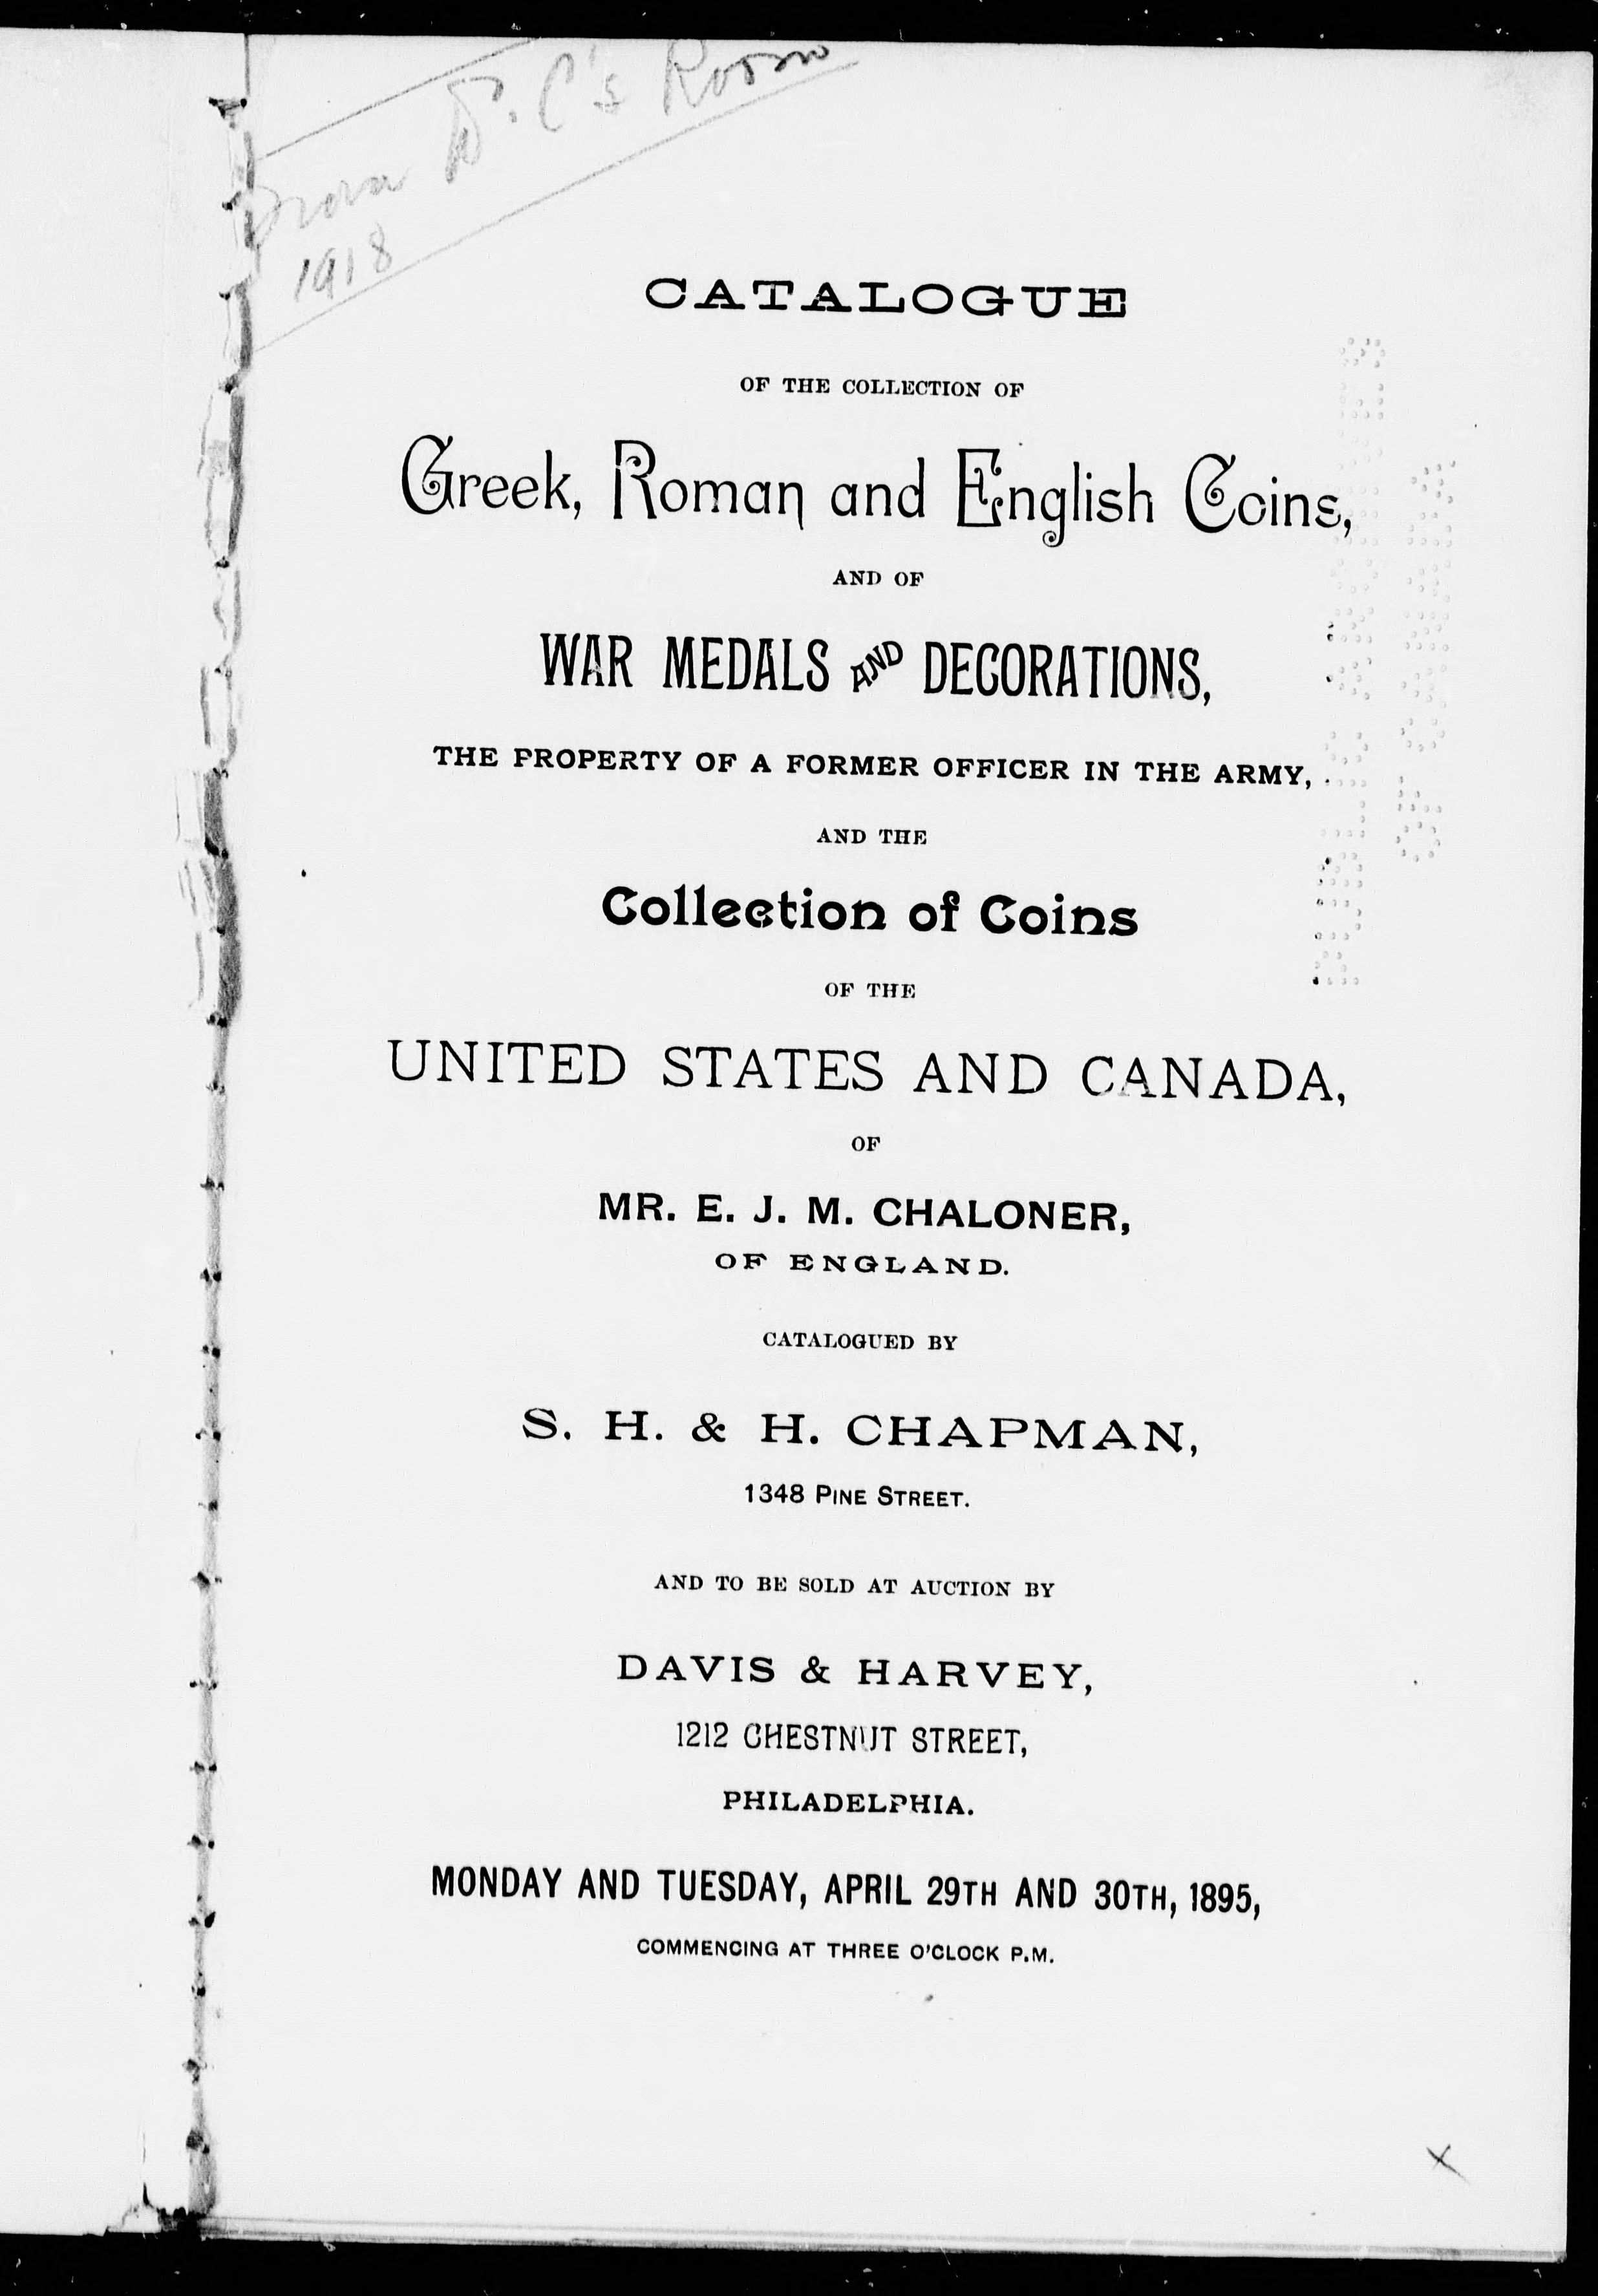 From D. C's Room
1918
CATALOGUE
OF THE COLLECTION OF
Greek, Roman and English Coins,
AND OF
WAR MEDALS AND DECORATIONS,
THE PROPERTY OF A FORMER OFFICER IN THE ARMY,
AND THE
Collection of Coins
OF THE
UNITED STATES AND CANADA,
OF
MR. E. J. M. CHALONER,
OF ENGLAND.
CATALOGUED BY
S. H. & H. CHAPMAN,
1348 PINE STREET.
AND TO BE SOLD AT AUCTION BY
DAVIS & HARVEY,
1212 CHESTNUT STREET,
PHILADELPHIA.
MONDAY AND TUESDAY, APRIL 29TH AND 30TH, 1895,
COMMENCING AT THREE O'CLOCK P.M.